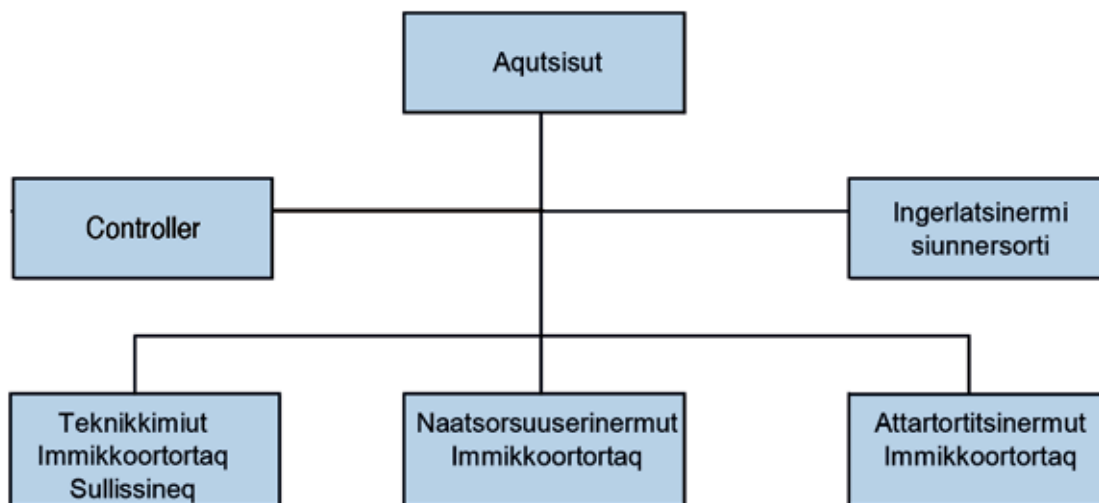 Aqutsisut
Controller
Ingerlatsinermi
siunnersorti
Teknikkimiut
Immikkoortortaq
Sullissineq
Naatsorsuuserinermut
Immikkoortortaq
Attartortitsinermut
Immikkoortortaq